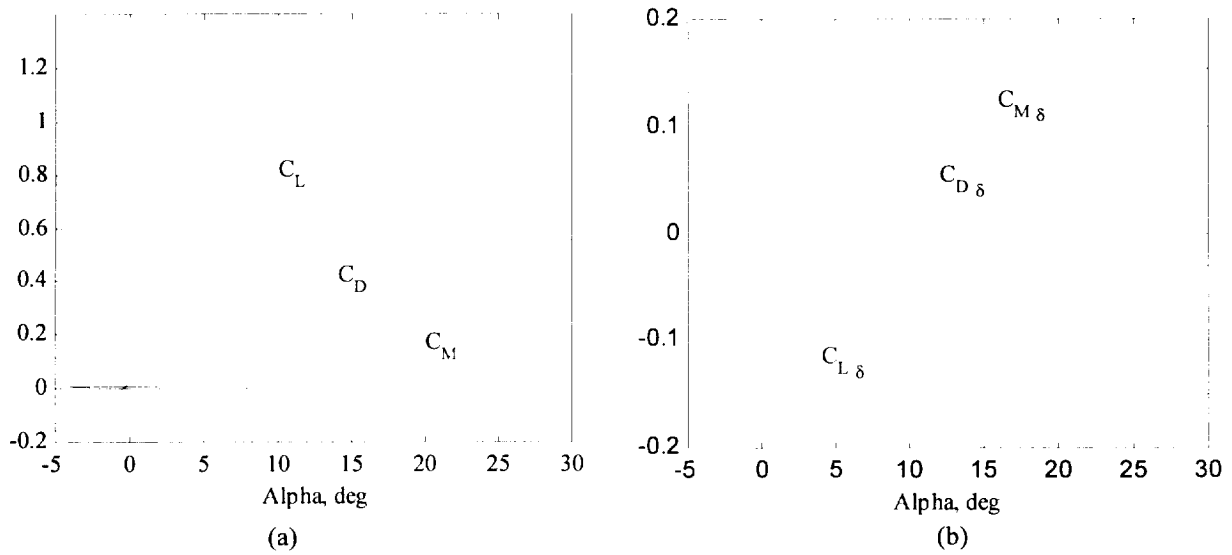 1.2
1
0.8
0.6
0.4
0.2
0
-0.2
-5 0 5 10 15 20 25 30
C_L
C_D
C_M
Alpha, deg
(a)
0.2
0.1
0
-0.1
-0.2
-5 0 5 10 15 20 25 30
C_M δ
C_D δ
C_L δ
Alpha, deg
(b)